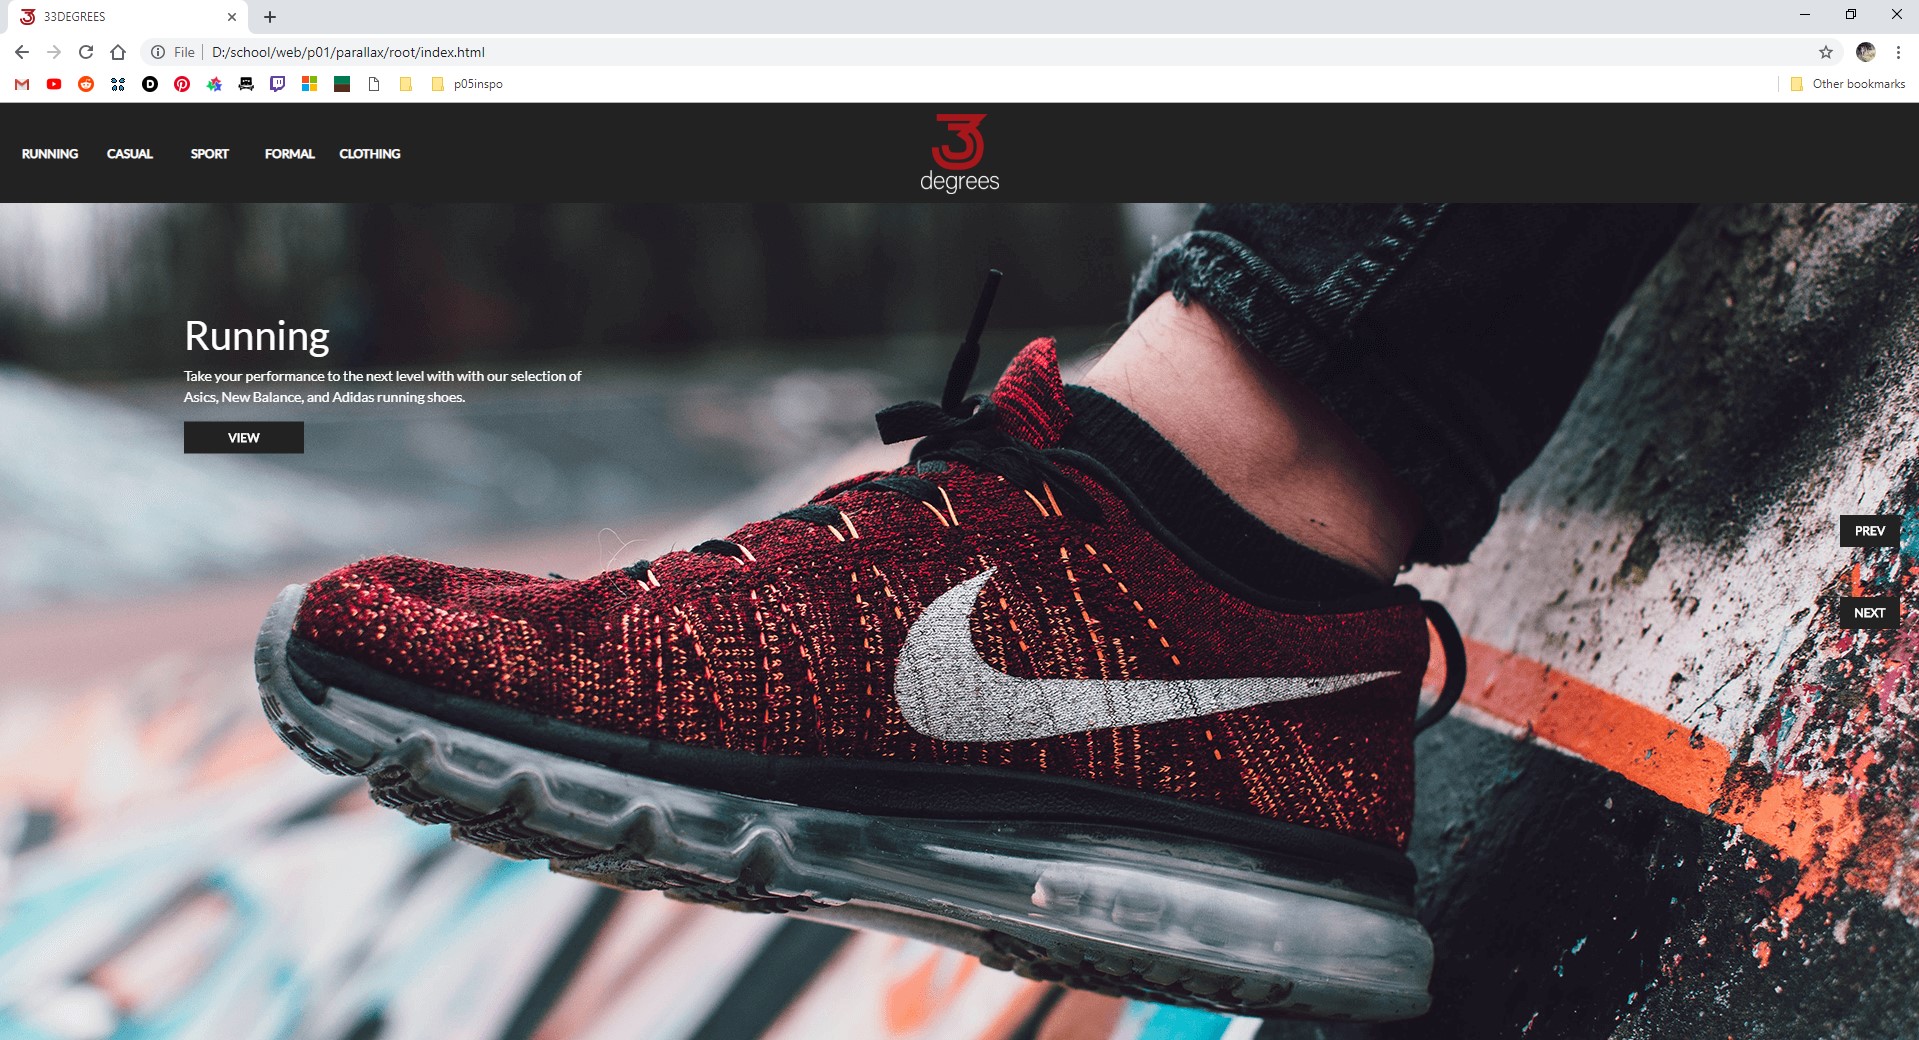 33DEGREES
File
D:/school/web/p01/parallax/root/index.html
p05inspo
Other bookmarks
RUNNING CASUAL SPORT FORMAL CLOTHING
33
degrees
Running
Take your performance to the next level with with our selection of
Asics, New Balance, and Adidas running shoes.
VIEW
PREV
NEXT